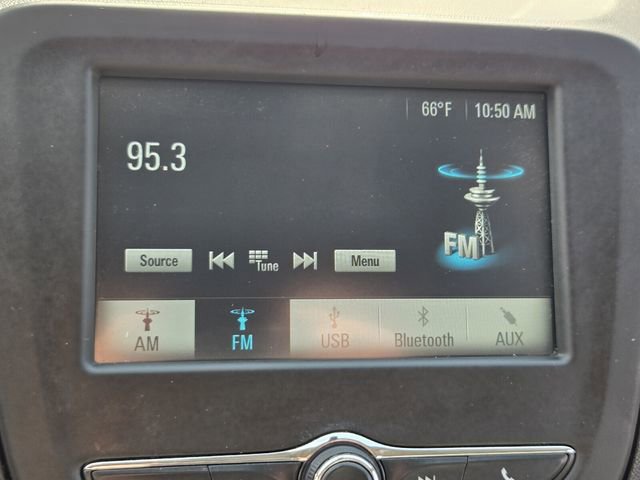 66°F 10:50 AM
95.3
FM
Source Tune Menu
AM FM USB Bluetooth AUX